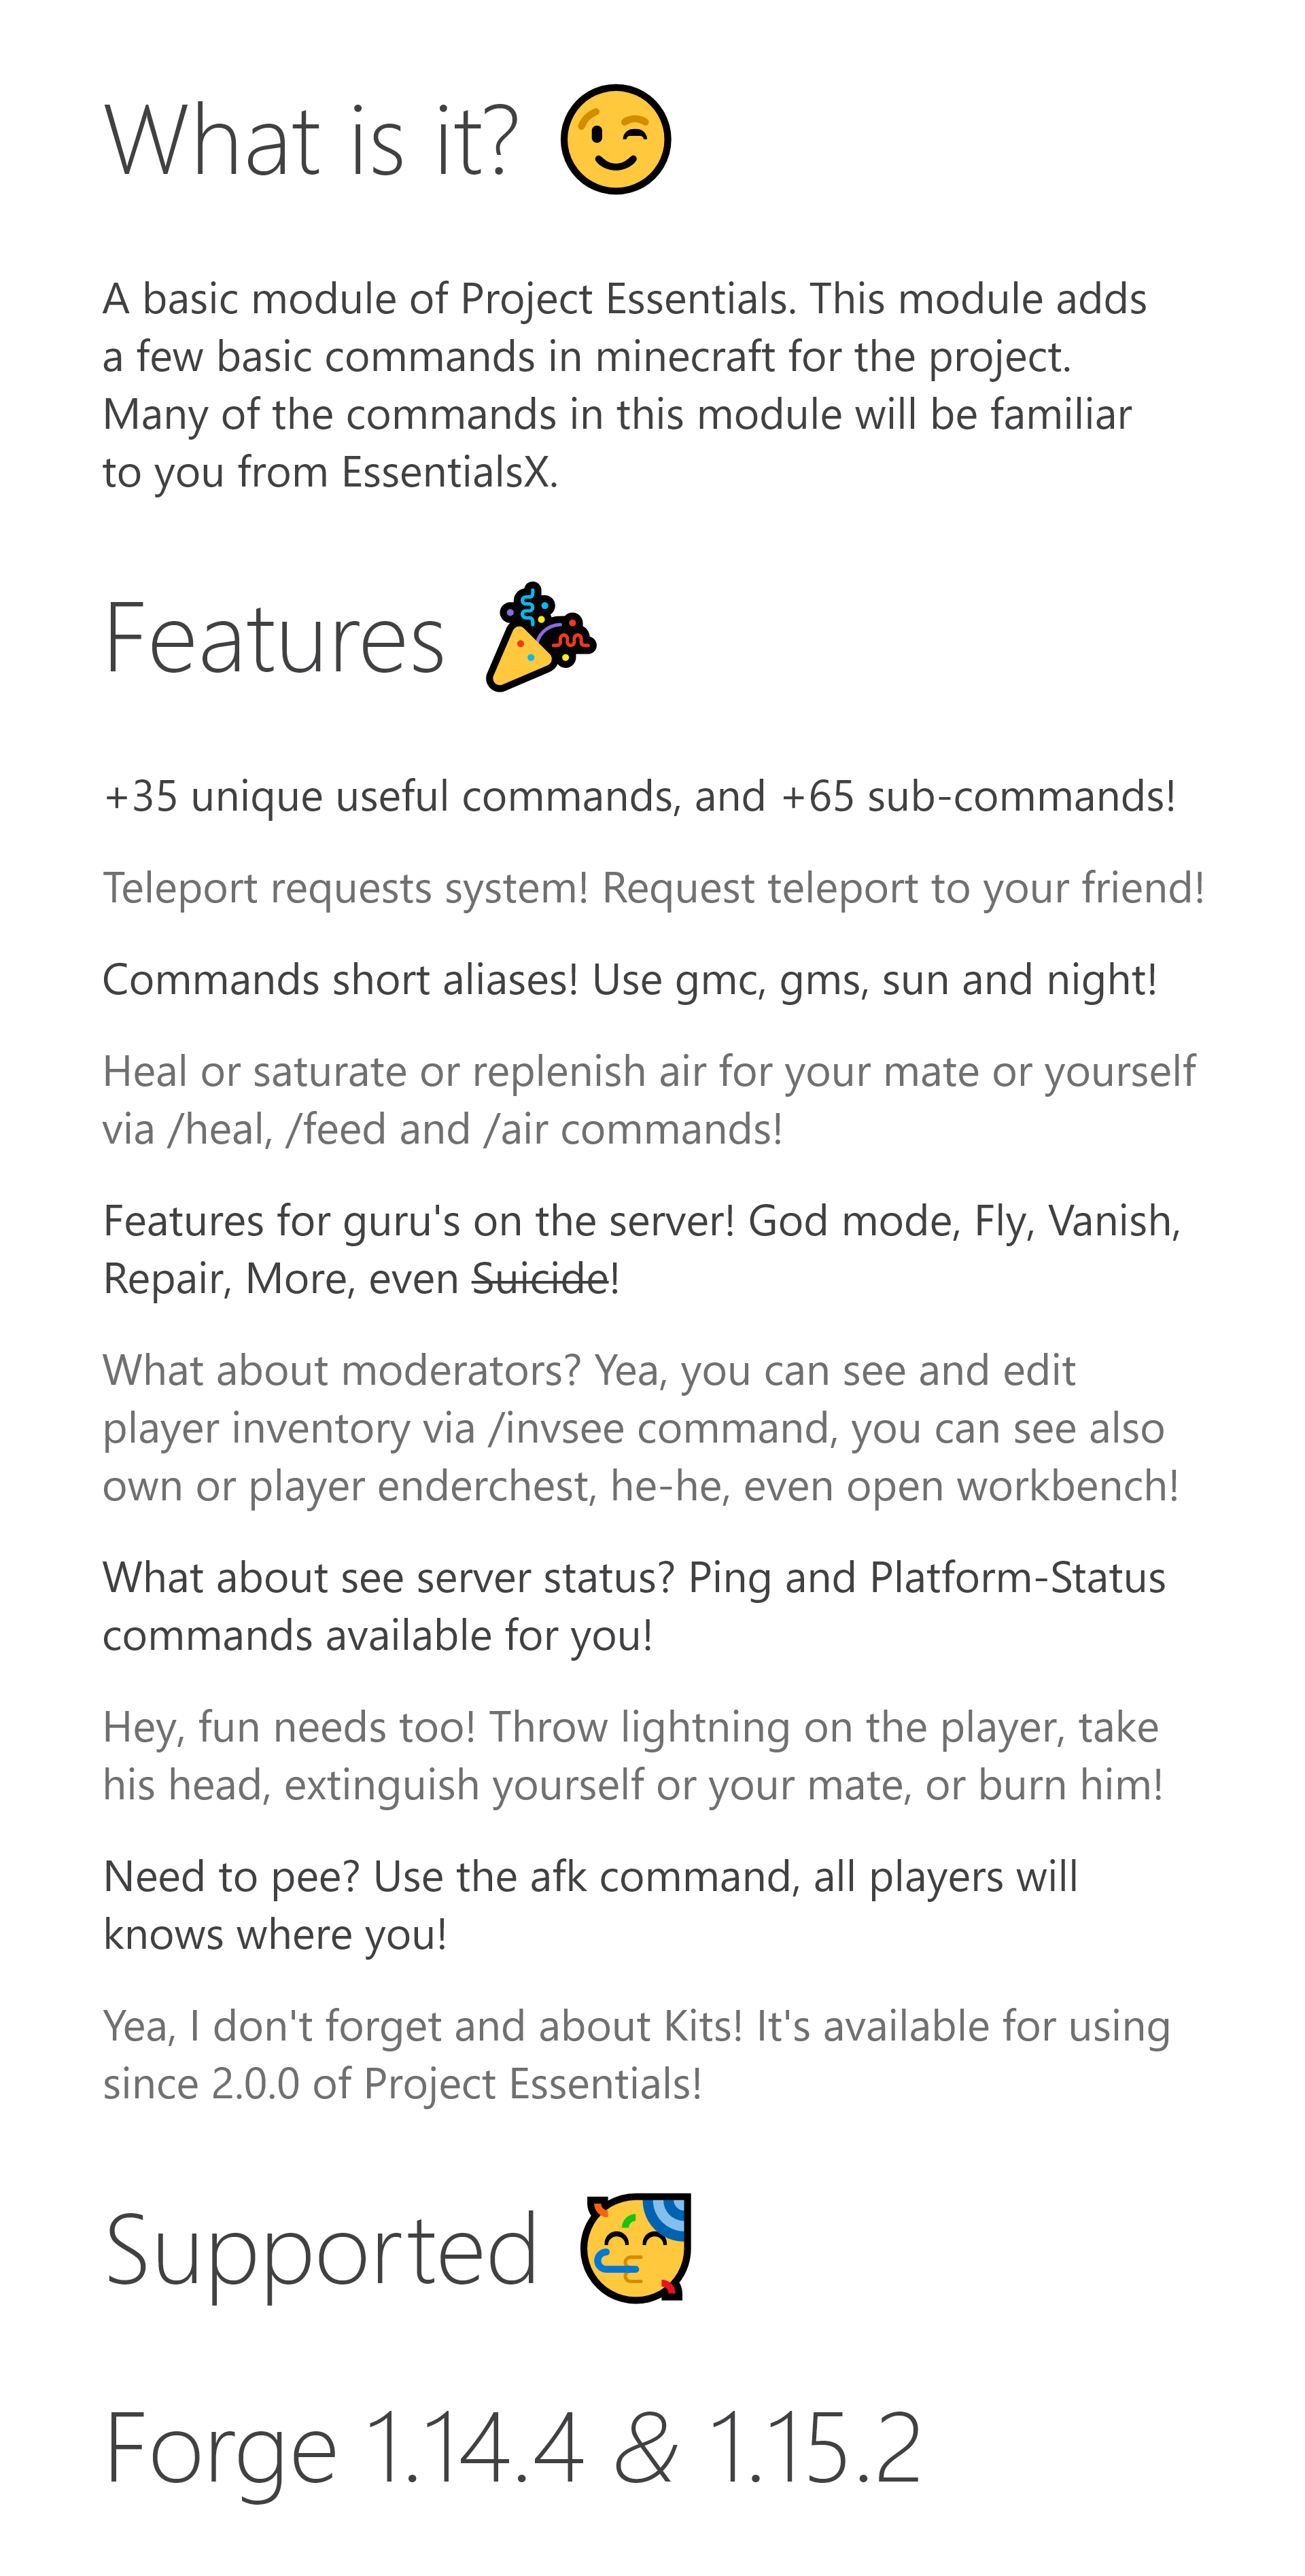 What is it? 😉
A basic module of Project Essentials. This module adds
a few basic commands in minecraft for the project.
Many of the commands in this module will be familiar
to you from EssentialsX.
Features 🎉
+35 unique useful commands, and +65 sub-commands!
Teleport requests system! Request teleport to your friend!
Commands short aliases! Use gmc, gms, sun and night!
Heal or saturate or replenish air for your mate or yourself
via /heal, /feed and /air commands!
Features for guru's on the server! God mode, Fly, Vanish,
Repair, More, even Suicide!
What about moderators? Yea, you can see and edit
player inventory via /invsee command, you can see also
own or player enderchest, he-he, even open workbench!
What about see server status? Ping and Platform-Status
commands available for you!
Hey, fun needs too! Throw lightning on the player, take
his head, extinguish yourself or your mate, or burn him!
Need to pee? Use the afk command, all players will
knows where you!
Yea, I don't forget and about Kits! It's available for using
since 2.0.0 of Project Essentials!
Supported 🥳
Forge 1.14.4 & 1.15.2